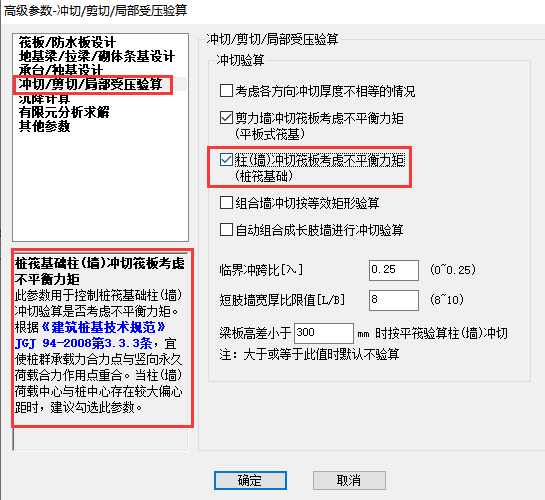 高级参数-冲切/剪切/局部受压验算
筏板/防水板设计
地基梁/拉梁/砌体条基设计
承台/独基设计
冲切/剪切/局部受压验算
沉降计算
有限元分析求解
其他参数
桩筏基础柱(墙)冲切筏板考虑
不平衡力矩
此参数用于控制桩筏基础柱(墙)
冲切验算是否考虑不平衡力矩。
根据《建筑桩基技术规范》
JGJ 94-2008第3.3.3条，宜
使桩群承载力合力点与竖向永久
荷载合力作用点重合。当柱(墙)
荷载中心与桩中心存在较大偏心
距时，建议勾选此参数。
冲切/剪切/局部受压验算
冲切验算
考虑各方向冲切厚度不相等的情况
剪力墙冲切筏板考虑不平衡力矩
(平板式筏基)
柱(墙)冲切筏板考虑不平衡力矩
(桩筏基础)
组合墙冲切按等效矩形验算
自动组合成长肢墙进行冲切验算
临界冲跨比[λ] 0.25 (0~0.25)
短肢墙宽厚比限值[L/B] 8 (8~10)
梁板高差小于 300 mm 时按平筏验算柱(墙)冲切
注：大于或等于此值时默认不验算
确定 取消